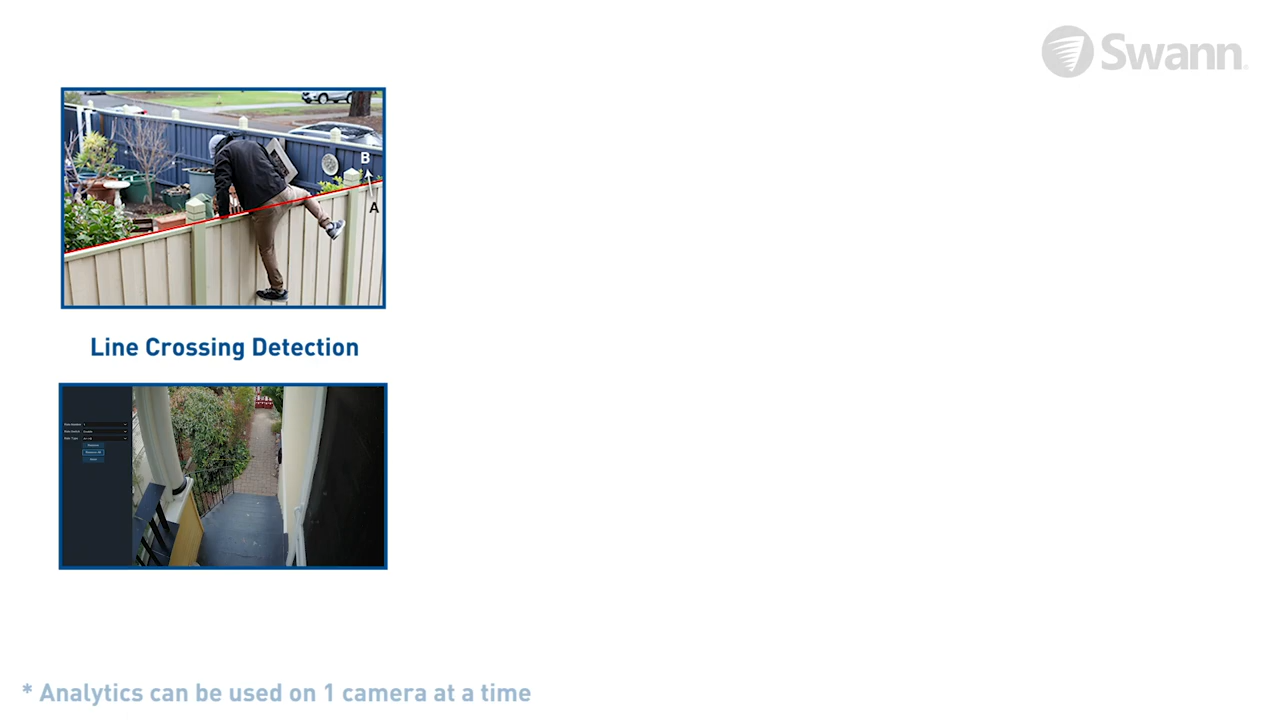 Swann
B
A
Line Crossing Detection
* Analytics can be used on 1 camera at a time